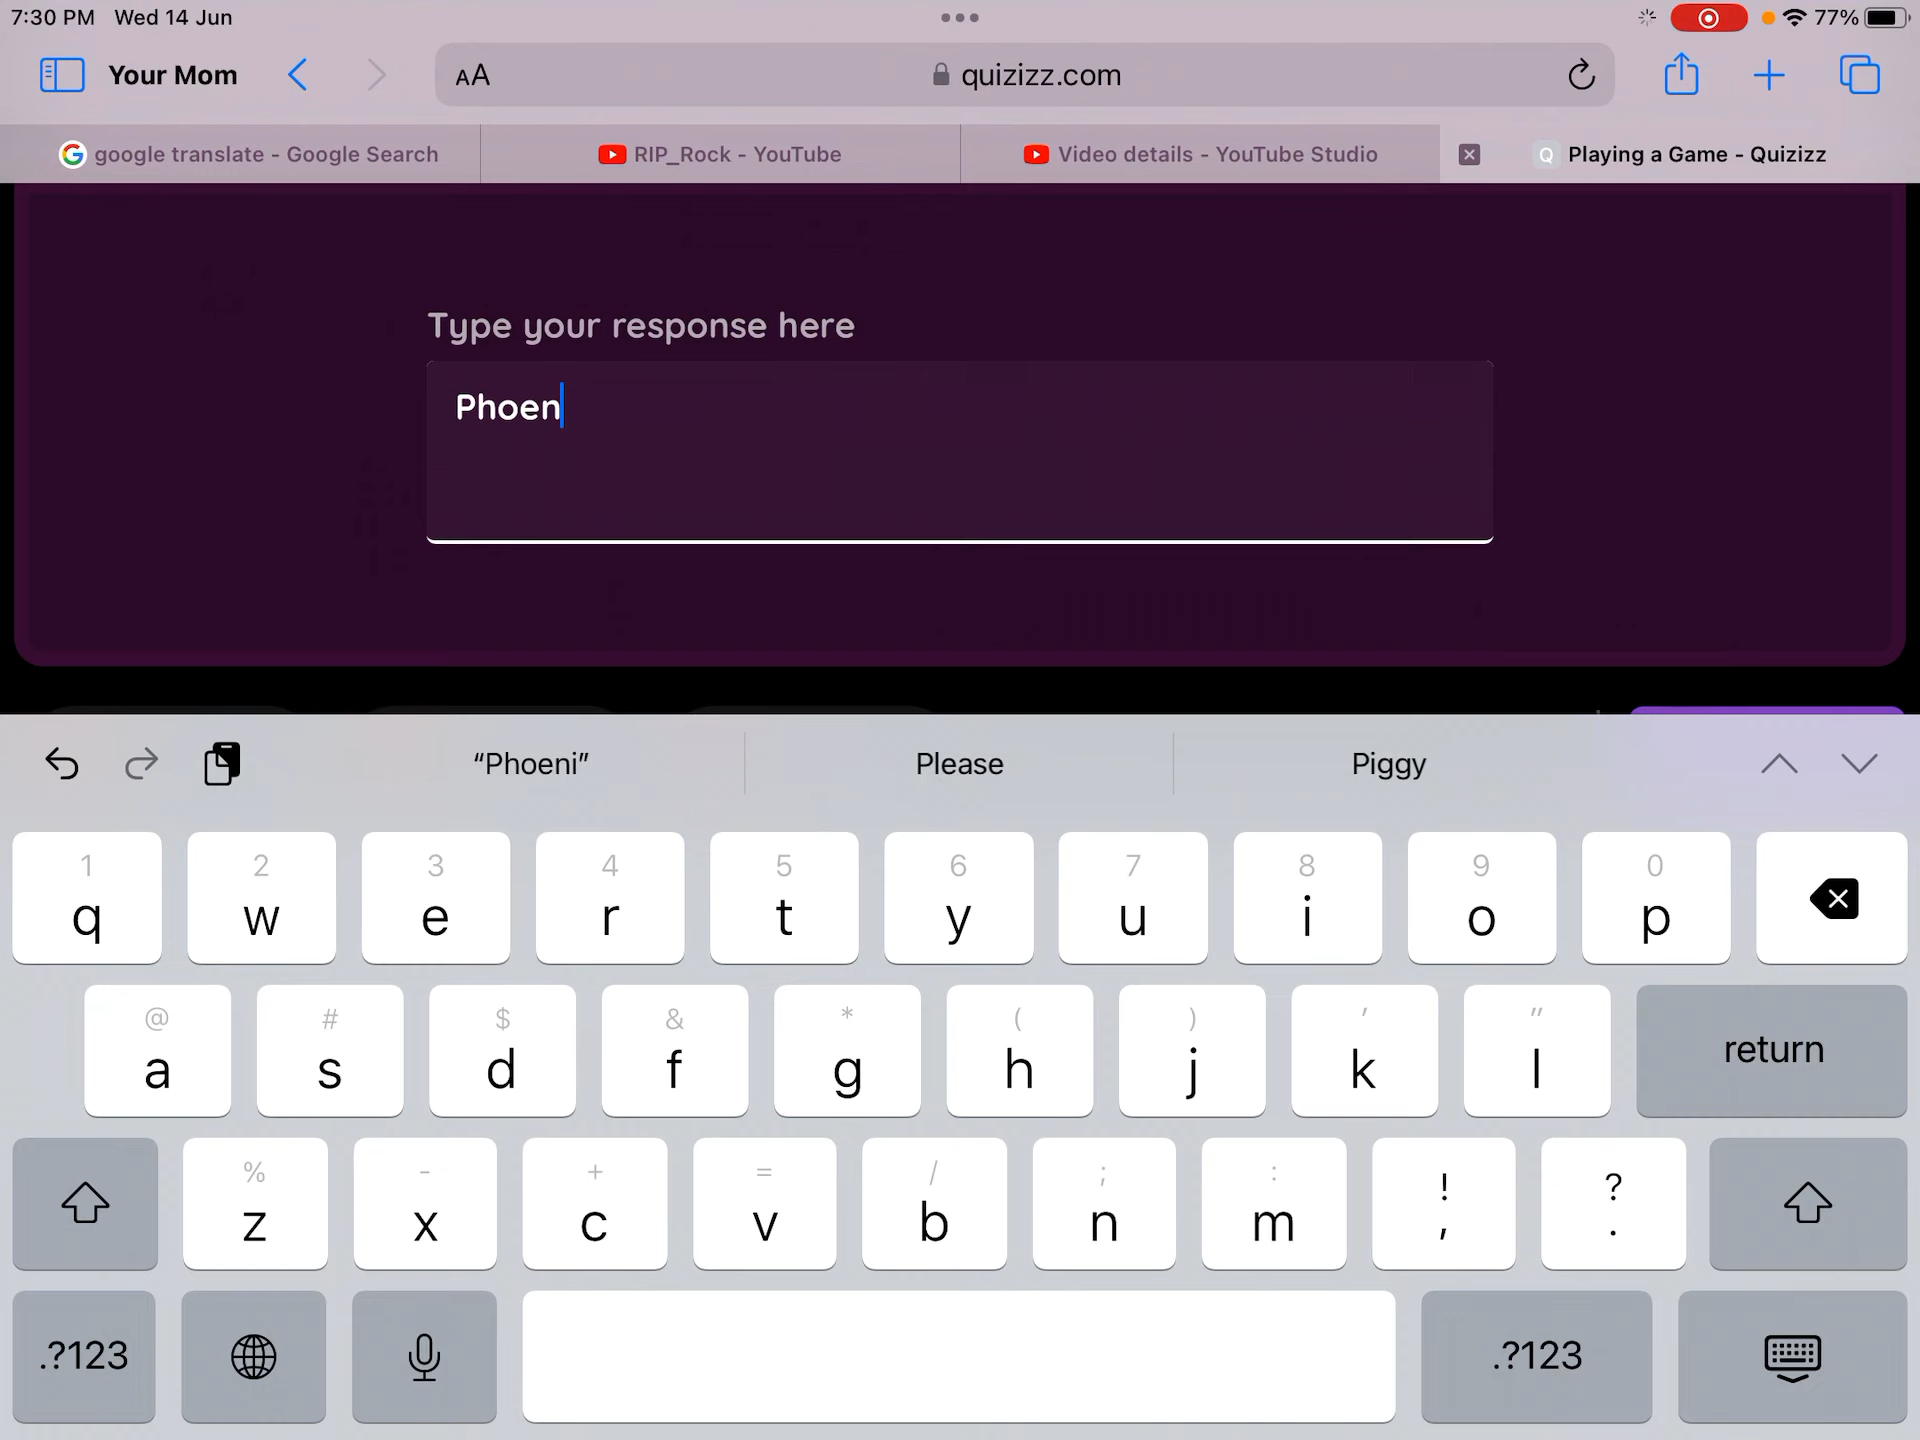 7:30 PM Wed 14 Jun
77%
Your Mom
AA
quizizz.com
google translate - Google Search
RIP_Rock - YouTube
Video details - YouTube Studio
Q Playing a Game - Quizizz
Type your response here
Phoen
“Phoeni” Please Piggy
1 2 3 4 5 6 7 8 9 0
q w e r t y u i o p
@ # $ & * ( ) ' "
a s d f g h j k l return
% - + = / ; : ! ?
z x c v b n m , .
.?123 .?123